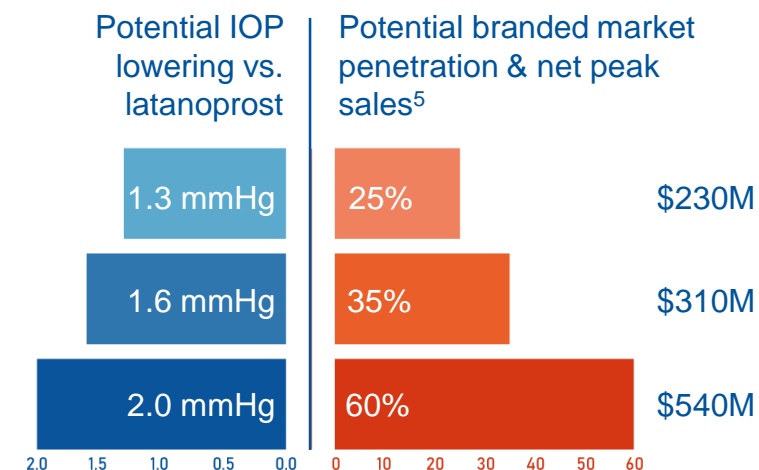 Potential IOP
lowering vs.
latanoprost
Potential branded market
penetration & net peak
sales⁵
1.3 mmHg
25%
$230M
1.6 mmHg
35%
$310M
2.0 mmHg
60%
$540M
2.0 1.5 1.0 0.5 0.0
0 10 20 30 40 50 60